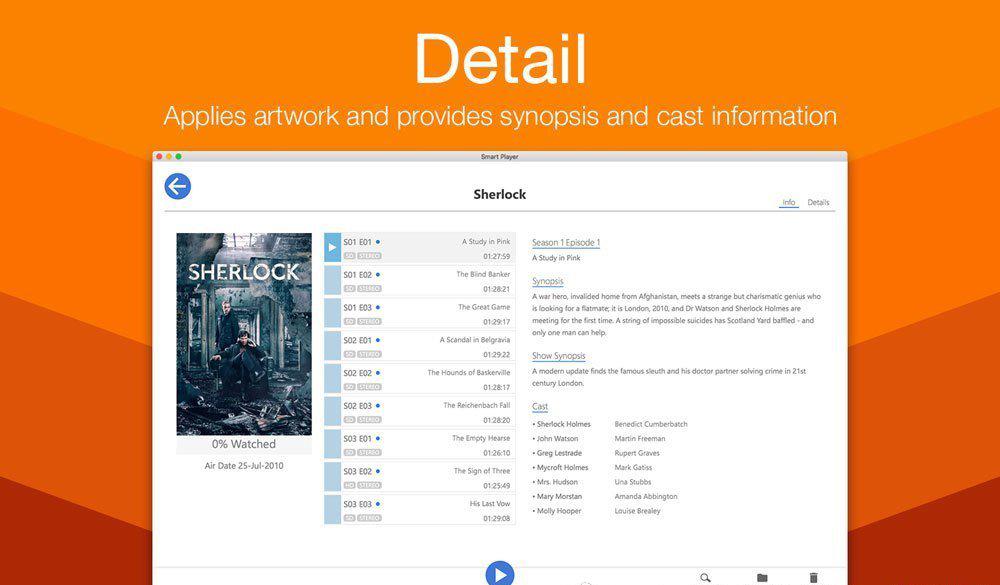 Detail
Applies artwork and provides synopsis and cast information
Smart Player
Sherlock
Info Details
SHERLOCK
0% Watched
Air Date 25-Jul-2010
S01 E01 A Study in Pink
SD STEREO 01:27:59
S01 E02 The Blind Banker
SD STEREO 01:28:21
S01 E03 The Great Game
SD STEREO 01:29:17
S02 E01 A Scandal in Belgravia
SD STEREO 01:29:22
S02 E02 The Hounds of Baskerville
SD STEREO 01:28:17
S02 E03 The Reichenbach Fall
SD STEREO 01:28:20
S03 E01 The Empty Hearse
SD STEREO 01:26:10
S03 E02 The Sign of Three
HD STEREO 01:25:49
S03 E03 His Last Vow
SD STEREO 01:29:08
Season 1 Episode 1
A Study in Pink
Synopsis
A war hero, invalided home from Afghanistan, meets a strange but charismatic genius who
is looking for a flatmate; it is London, 2010, and Dr Watson and Sherlock Holmes are
meeting for the first time. A string of impossible suicides has Scotland Yard baffled - and
only one man can help.
Show Synopsis
A modern update finds the famous sleuth and his doctor partner solving crime in 21st
century London.
Cast
• Sherlock Holmes Benedict Cumberbatch
• John Watson Martin Freeman
• Greg Lestrade Rupert Graves
• Mycroft Holmes Mark Gatiss
• Mrs. Hudson Una Stubbs
• Mary Morstan Amanda Abbington
• Molly Hooper Louise Brealey